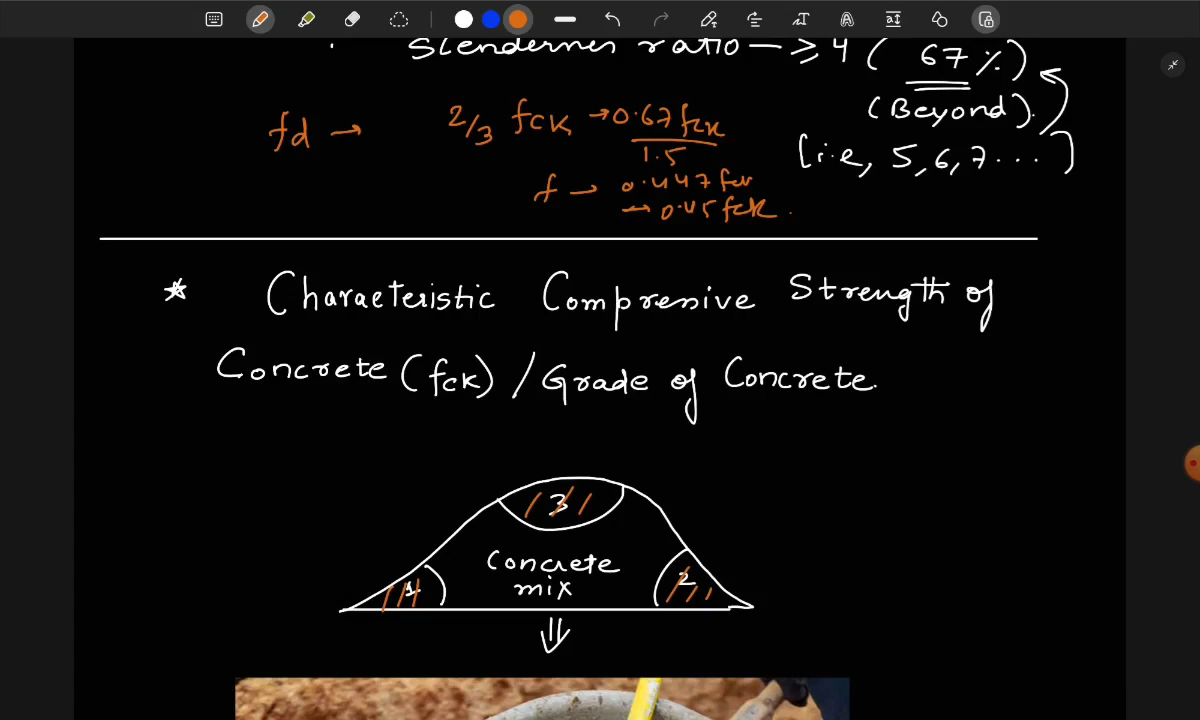 Slenderness ratio — ≥ 4 ( 67 %)
(Beyond).
[i.e, 5, 6, 7 ... ]
fd → 2/3 fck → 0.67 fck
1.5
f → 0.447 fck
→ 0.45 fck.
* Characteristic Compressive Strength of
Concrete (fck) / Grade of Concrete.
3
Concrete
mix
1
2